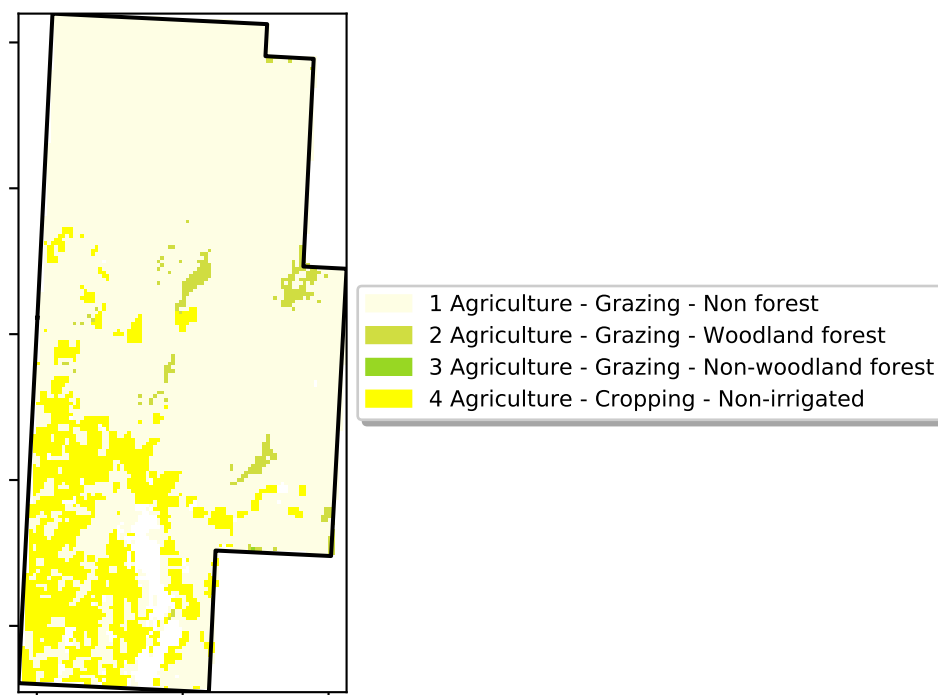 1 Agriculture - Grazing - Non forest
2 Agriculture - Grazing - Woodland forest
3 Agriculture - Grazing - Non-woodland forest
4 Agriculture - Cropping - Non-irrigated